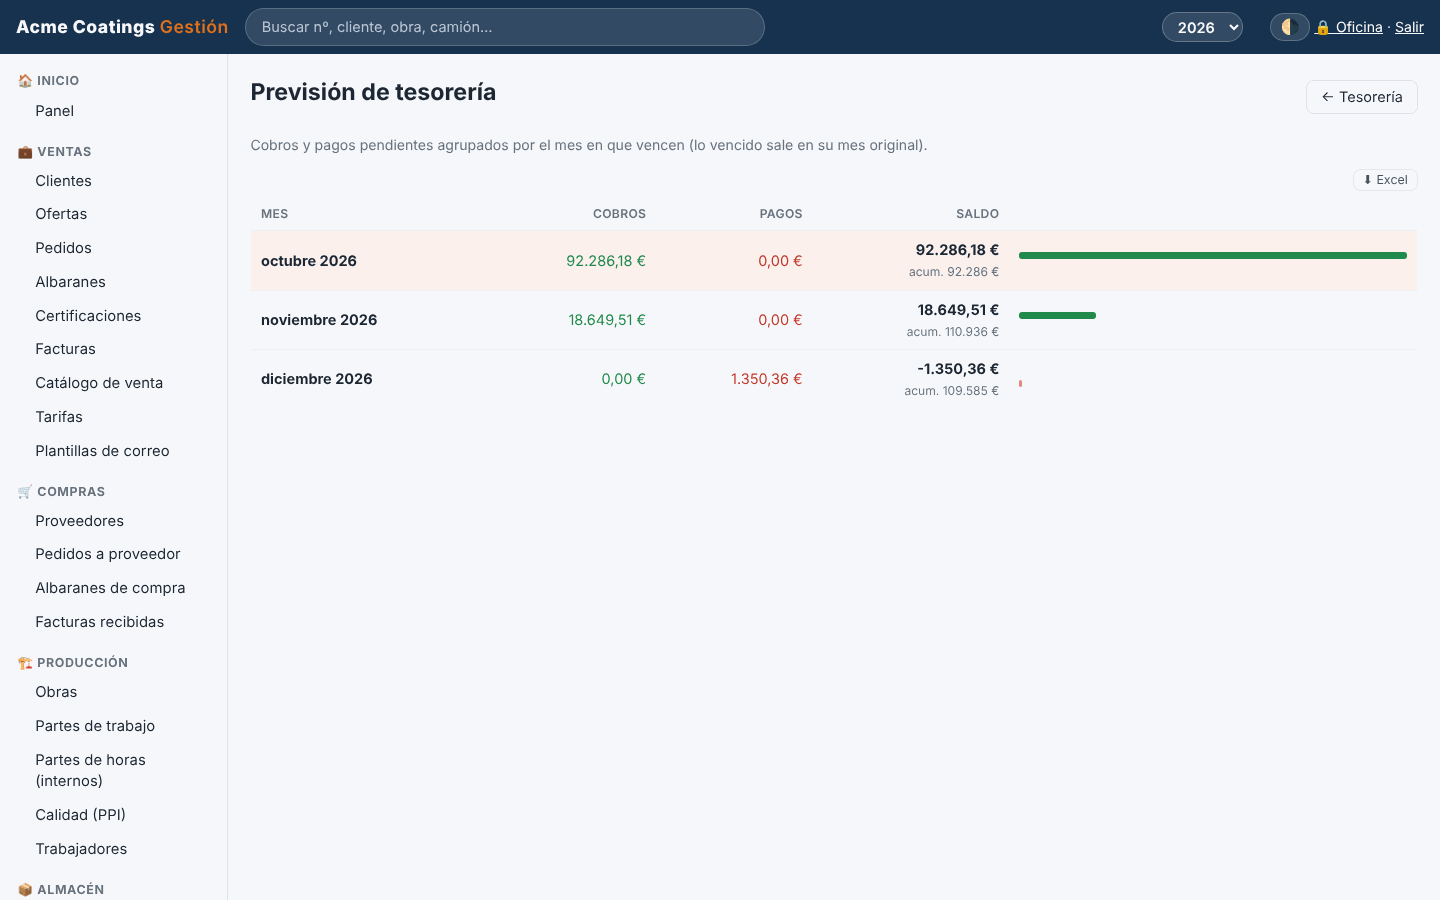 Acme Coatings Gestión
Buscar nº, cliente, obra, camión...
2026
Oficina · Salir
INICIO
Panel
VENTAS
Clientes
Ofertas
Pedidos
Albaranes
Certificaciones
Facturas
Catálogo de venta
Tarifas
Plantillas de correo
COMPRAS
Proveedores
Pedidos a proveedor
Albaranes de compra
Facturas recibidas
PRODUCCIÓN
Obras
Partes de trabajo
Partes de horas
(internos)
Calidad (PPI)
Trabajadores
ALMACÉN
Previsión de tesorería
← Tesorería
Cobros y pagos pendientes agrupados por el mes en que vencen (lo vencido sale en su mes original).
⬇ Excel
MES COBROS PAGOS SALDO
octubre 2026 92.286,18 € 0,00 € 92.286,18 €
acum. 92.286 €
noviembre 2026 18.649,51 € 0,00 € 18.649,51 €
acum. 110.936 €
diciembre 2026 0,00 € 1.350,36 € -1.350,36 €
acum. 109.585 €